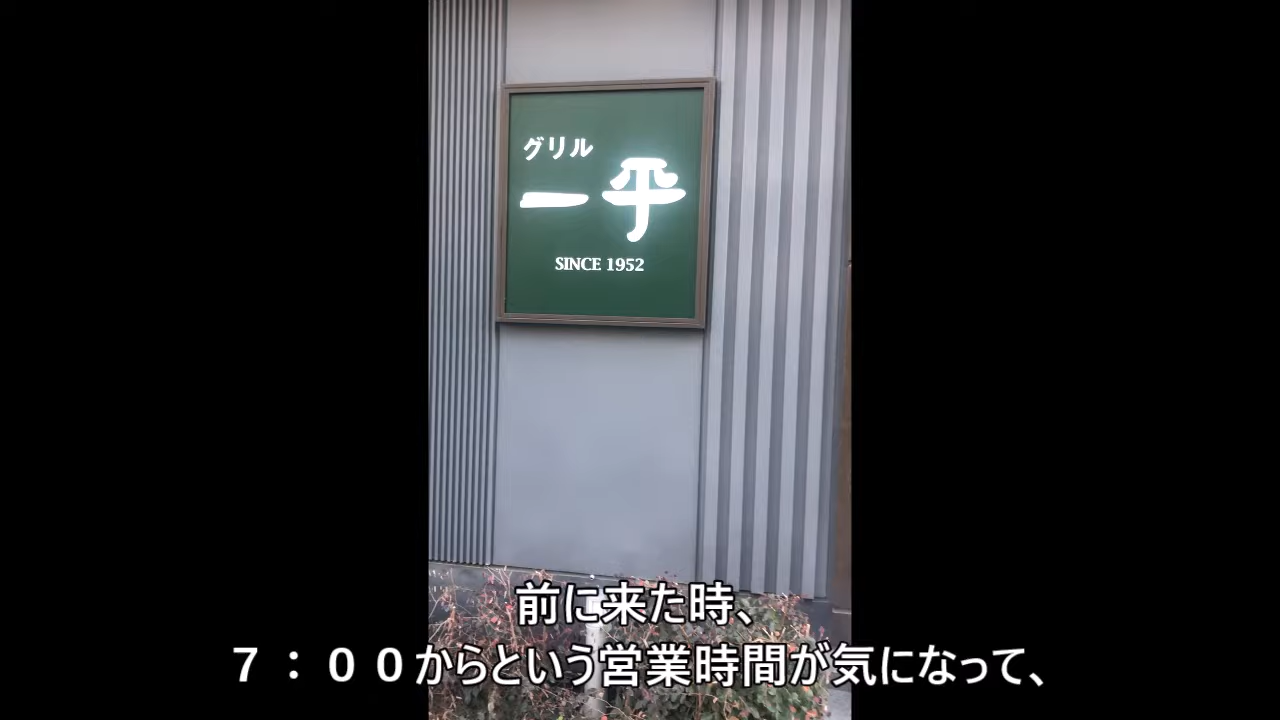 グリル
一平
SINCE 1952
前に来た時、
７：００からという営業時間が気になって、